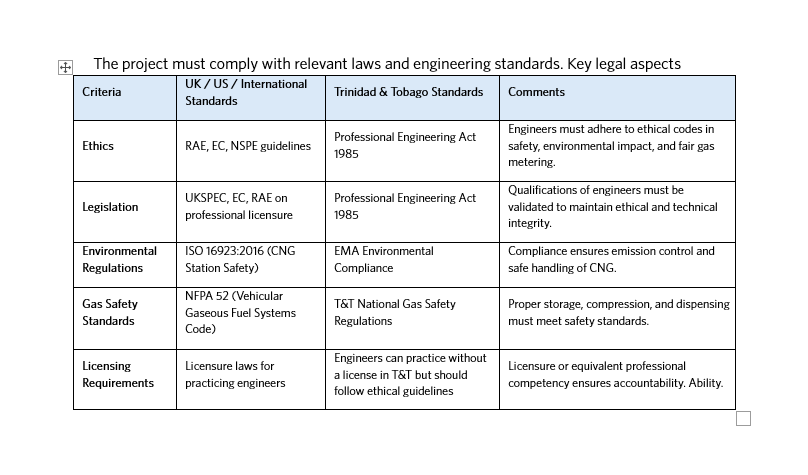 The project must comply with relevant laws and engineering standards. Key legal aspects
Criteria
UK / US / International
Standards
Trinidad & Tobago Standards
Comments
Ethics
RAE, EC, NSPE guidelines
Professional Engineering Act
1985
Engineers must adhere to ethical codes in
safety, environmental impact, and fair gas
metering.
Legislation
UKSPEC, EC, RAE on
professional licensure
Professional Engineering Act
1985
Qualifications of engineers must be
validated to maintain ethical and technical
integrity.
Environmental
Regulations
ISO 16923:2016 (CNG
Station Safety)
EMA Environmental
Compliance
Compliance ensures emission control and
safe handling of CNG.
Gas Safety
Standards
NFPA 52 (Vehicular
Gaseous Fuel Systems
Code)
T&T National Gas Safety
Regulations
Proper storage, compression, and dispensing
must meet safety standards.
Licensing
Requirements
Licensure laws for
practicing engineers
Engineers can practice without
a license in T&T but should
follow ethical guidelines
Licensure or equivalent professional
competency ensures accountability. Ability.